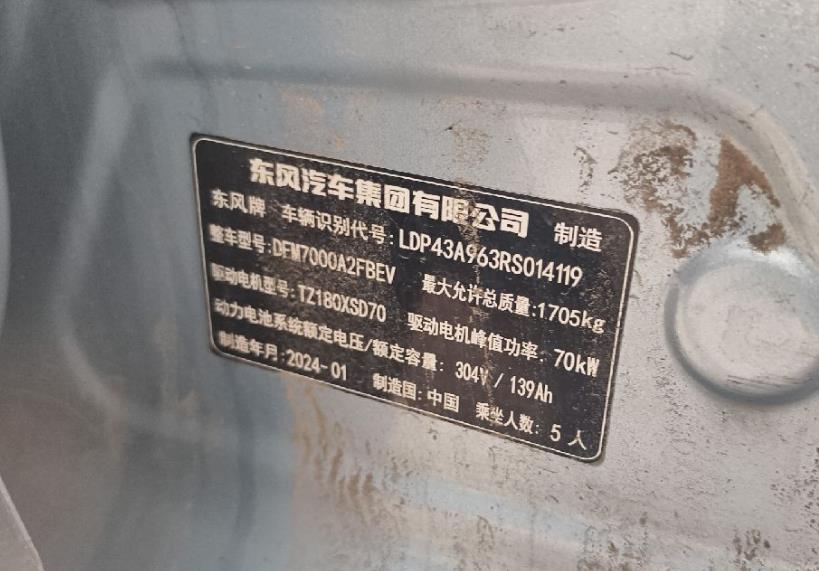 东风汽车集团有限公司 制造
东风牌 车辆识别代号:LDP43A963RS014119
整车型号:DFM7000A2FBEV 最大允许总质量:1705kg
驱动电机型号:TZ180XSD70 驱动电机峰值功率: 70kW
动力电池系统额定电压/额定容量: 304V / 139Ah
制造年月:2024-01 制造国:中国 乘坐人数: 5 人